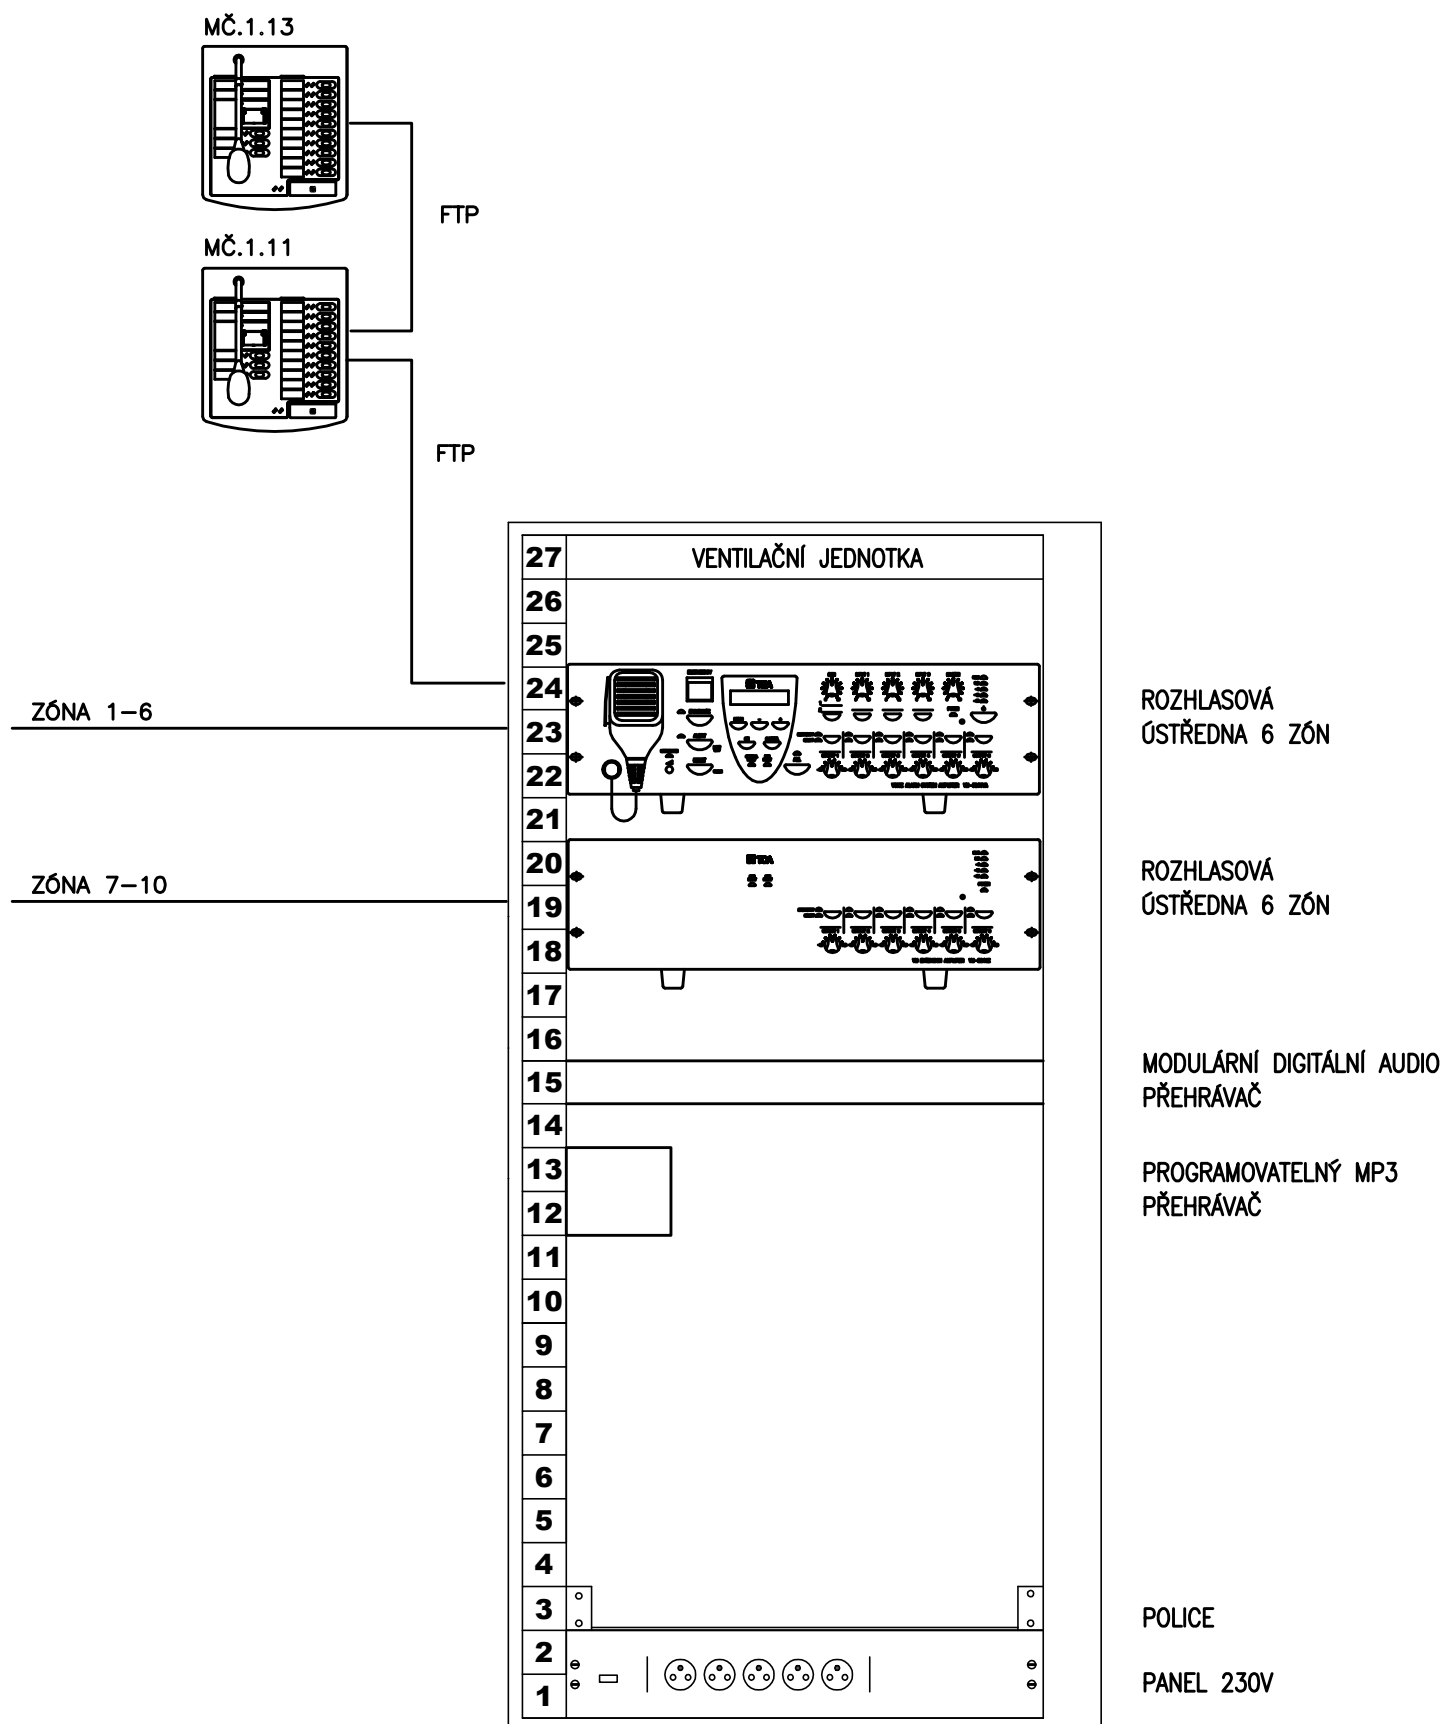 MČ.1.13
FTP
MČ.1.11
FTP
27 VENTILAČNÍ JEDNOTKA
26
25
24
ZÓNA 1-6
23
22
ROZHLASOVÁ
ÚSTŘEDNA 6 ZÓN
21
20
TOA
ZÓNA 7-10
19
18
ROZHLASOVÁ
ÚSTŘEDNA 6 ZÓN
17
16
15
MODULÁRNÍ DIGITÁLNÍ AUDIO
PŘEHRÁVAČ
14
13
12
PROGRAMOVATELNÝ MP3
PŘEHRÁVAČ
11
10
9
8
7
6
5
4
3
POLICE
2
1
PANEL 230V